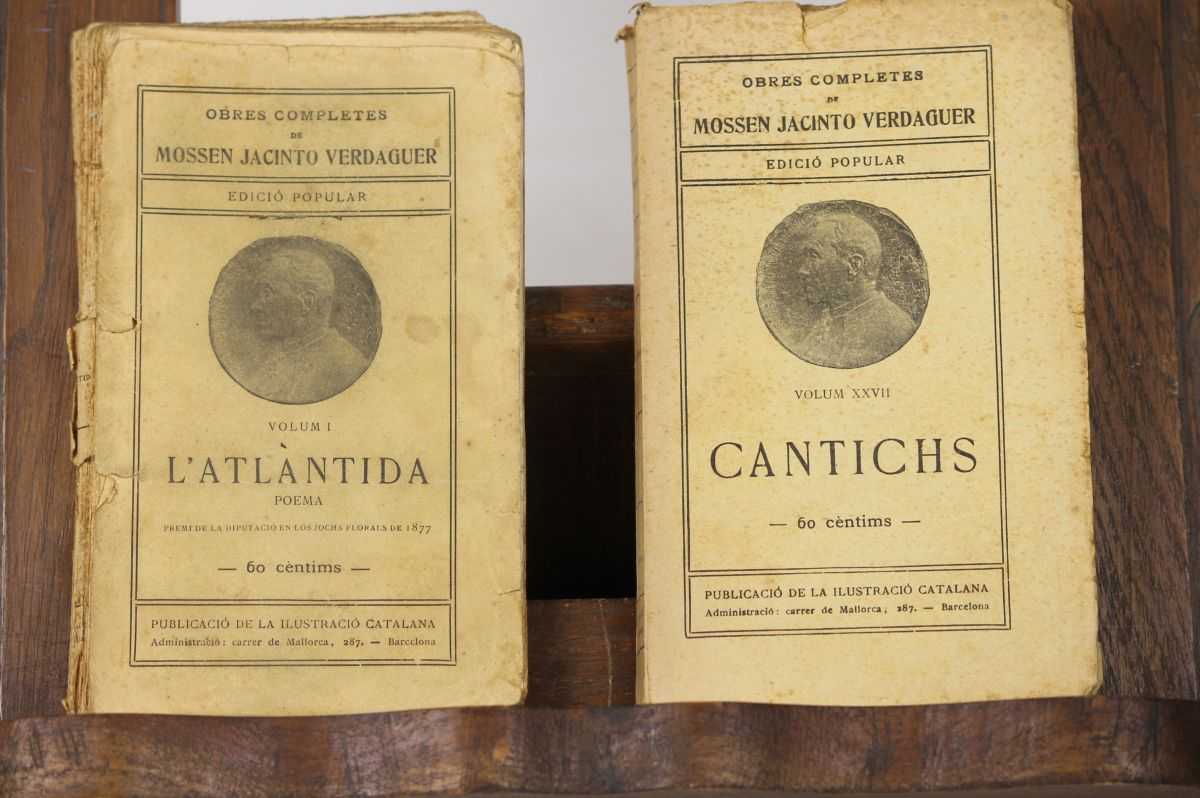 OBRES COMPLETES
DE
MOSSEN JACINTO VERDAGUER
EDICIÓ POPULAR
VOLUM I
L'ATLÀNTIDA
POEMA
PREMI DE LA DIPUTACIÓ EN LOS JOCHS FLORALS DE 1877
— 60 cèntims —
PUBLICACIÓ DE LA ILUSTRACIÓ CATALANA
Administració: carrer de Mallorca, 287. — Barcelona
OBRES COMPLETES
DE
MOSSEN JACINTO VERDAGUER
EDICIÓ POPULAR
VOLUM XXVII
CANTICHS
— 60 cèntims —
PUBLICACIÓ DE LA ILUSTRACIÓ CATALANA
Administració: carrer de Mallorca, 287. — Barcelona